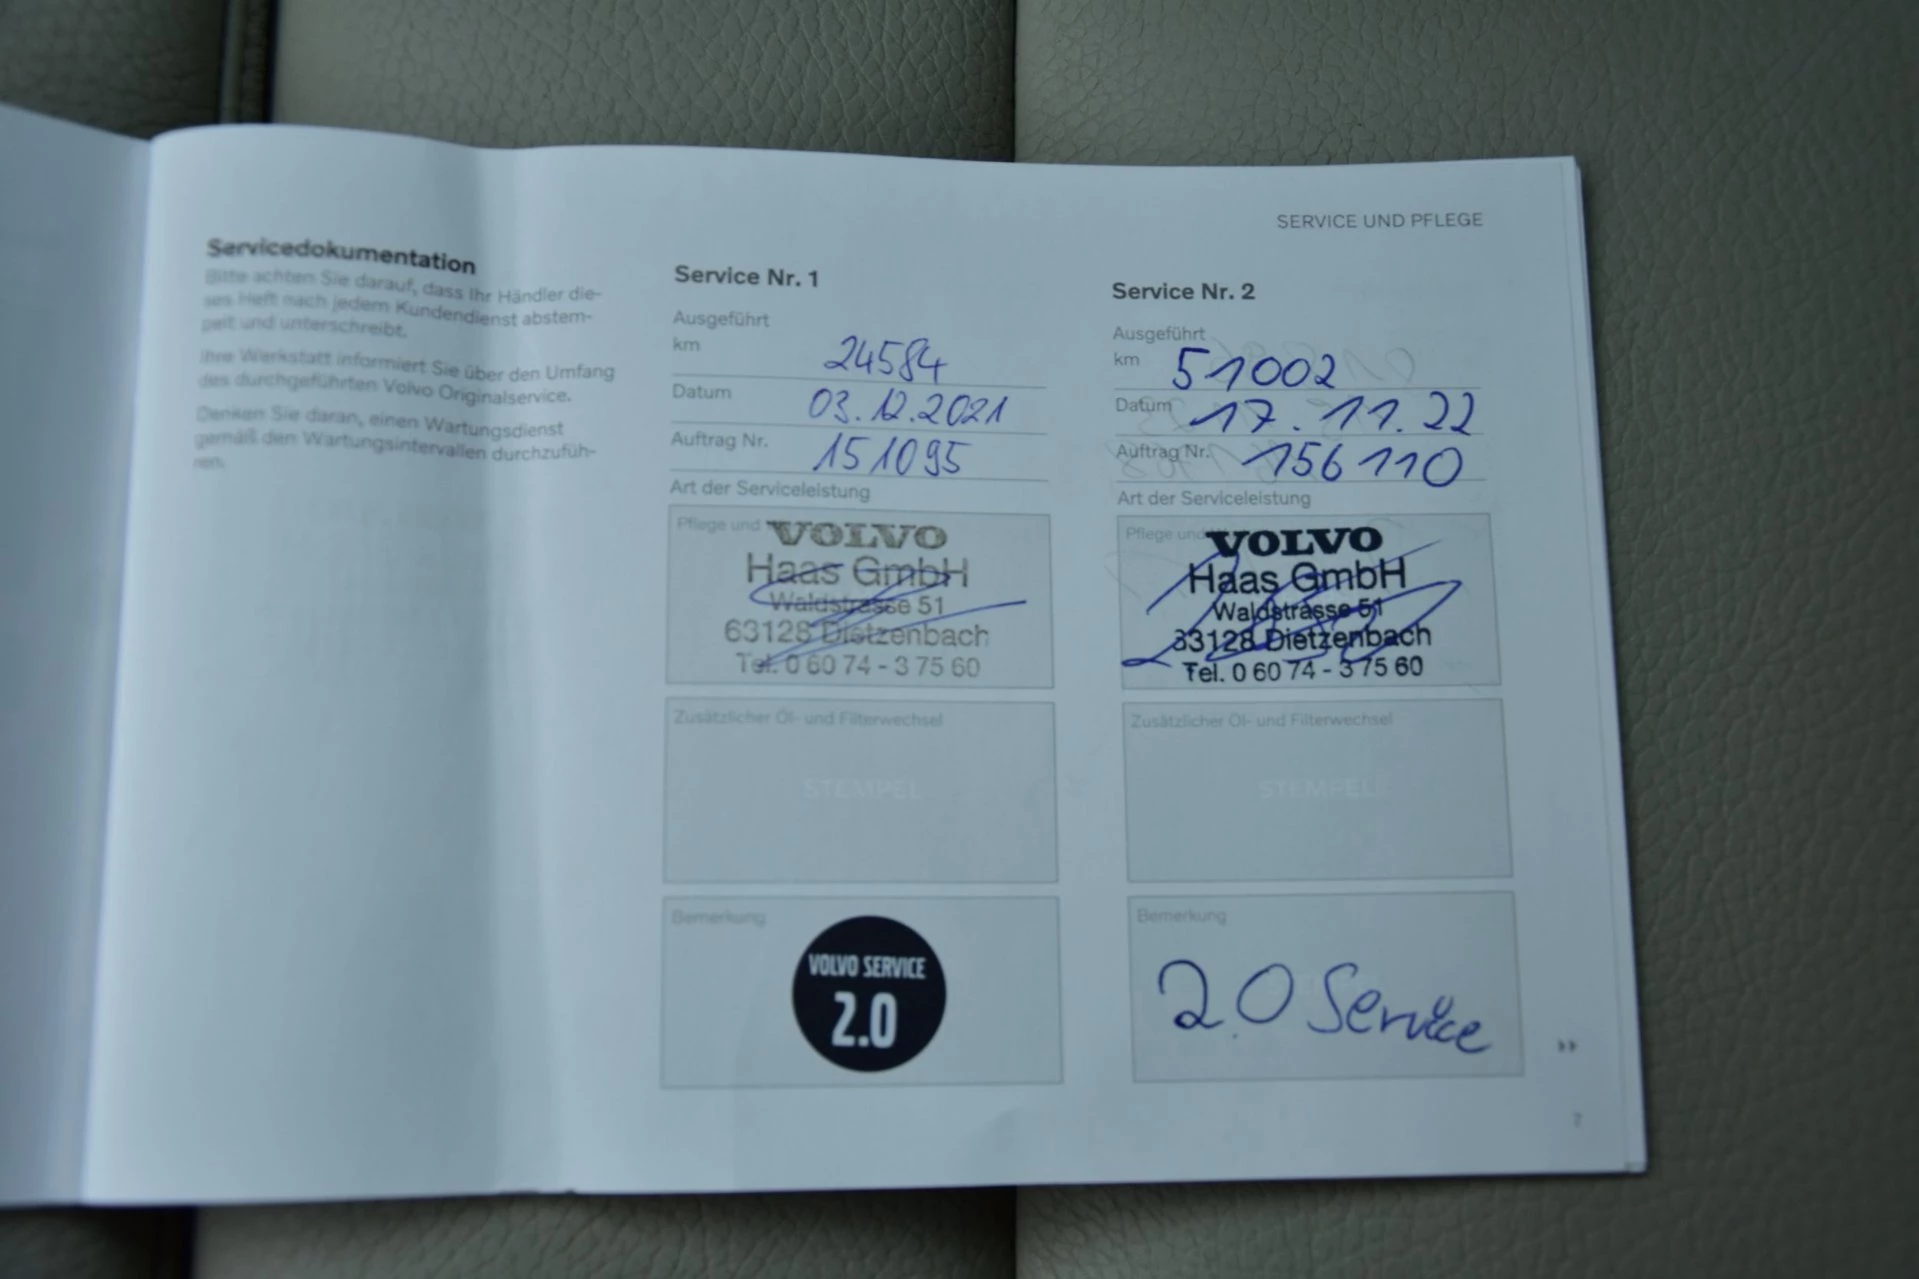 SERVICE UND PFLEGE
Servicedokumentation
Bitte achten Sie darauf, dass Ihr Händler die-
ses Heft nach jedem Kundendienst abstem-
pelt und unterschreibt.
Ihre Werkstatt informiert Sie über den Umfang
des durchgeführten Volvo Originalservice.
Denken Sie daran, einen Wartungsdienst
gemäß den Wartungsintervallen durchzufüh-
ren.
Service Nr. 1
Ausgeführt
km 24584
Datum 03.12.2021
Auftrag Nr. 151095
Art der Serviceleistung
Pflege und
VOLVO
Haas GmbH
Waldstrasse 51
63128 Dietzenbach
Tel. 0 60 74 - 3 75 60
Zusätzlicher Öl- und Filterwechsel
STEMPEL
Bemerkung
VOLVO SERVICE
2.0
Service Nr. 2
Ausgeführt
km 51002
Datum 17.11.22
Auftrag Nr. 156110
Art der Serviceleistung
Pflege und
VOLVO
Haas GmbH
Waldstrasse 51
63128 Dietzenbach
Tel. 0 60 74 - 3 75 60
Zusätzlicher Öl- und Filterwechsel
STEMPEL
Bemerkung
2.0 Service
7